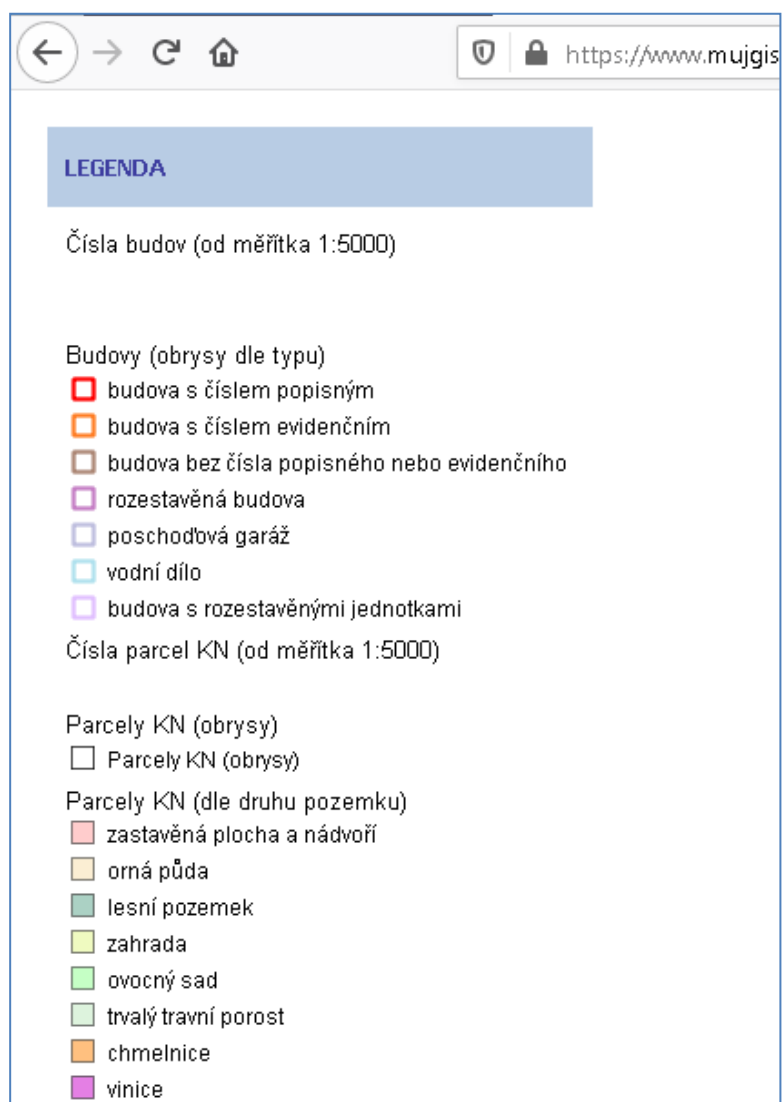 https://www.mujgis
LEGENDA
Čísla budov (od měřítka 1:5000)
Budovy (obrysy dle typu)
budova s číslem popisným
budova s číslem evidenčním
budova bez čísla popisného nebo evidenčního
rozestavěná budova
poschoďová garáž
vodní dílo
budova s rozestavěnými jednotkami
Čísla parcel KN (od měřítka 1:5000)
Parcely KN (obrysy)
Parcely KN (obrysy)
Parcely KN (dle druhu pozemku)
zastavěná plocha a nádvoří
orná půda
lesní pozemek
zahrada
ovocný sad
trvalý travní porost
chmelnice
vinice